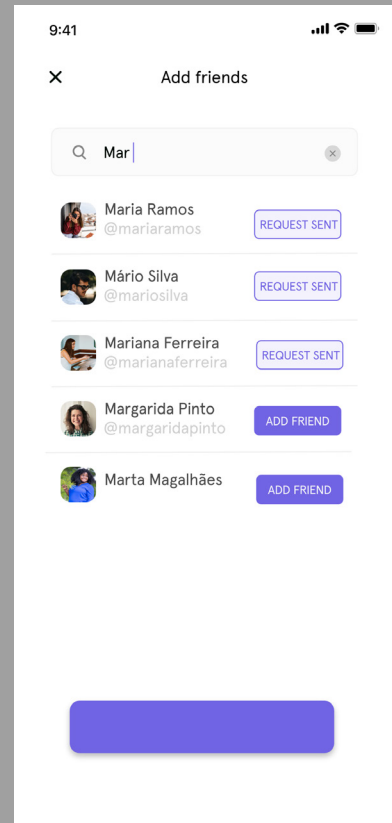 9:41
Add friends
Mar
Maria Ramos
@mariaramos
REQUEST SENT
Mário Silva
@mariosilva
REQUEST SENT
Mariana Ferreira
@marianaferreira
REQUEST SENT
Margarida Pinto
@margaridapinto
ADD FRIEND
Marta Magalhães
ADD FRIEND